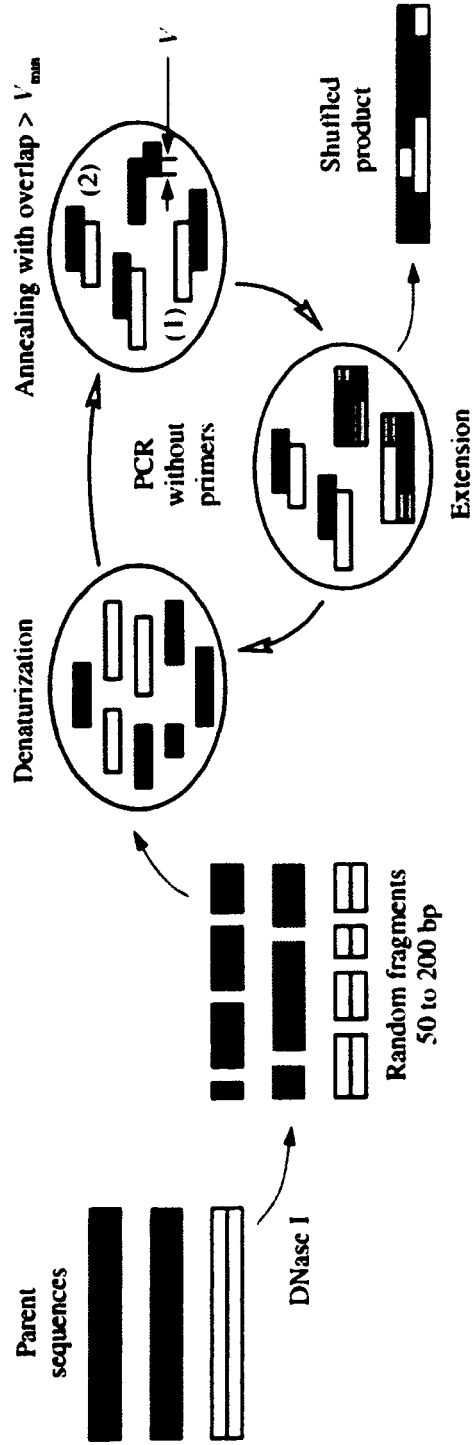 Parent
sequences
DNase I
Random fragments
50 to 200 bp
Denaturization
PCR
without
primers
Annealing with overlap > Vmin
(2)
(1)
V
Extension
Shuffled
product